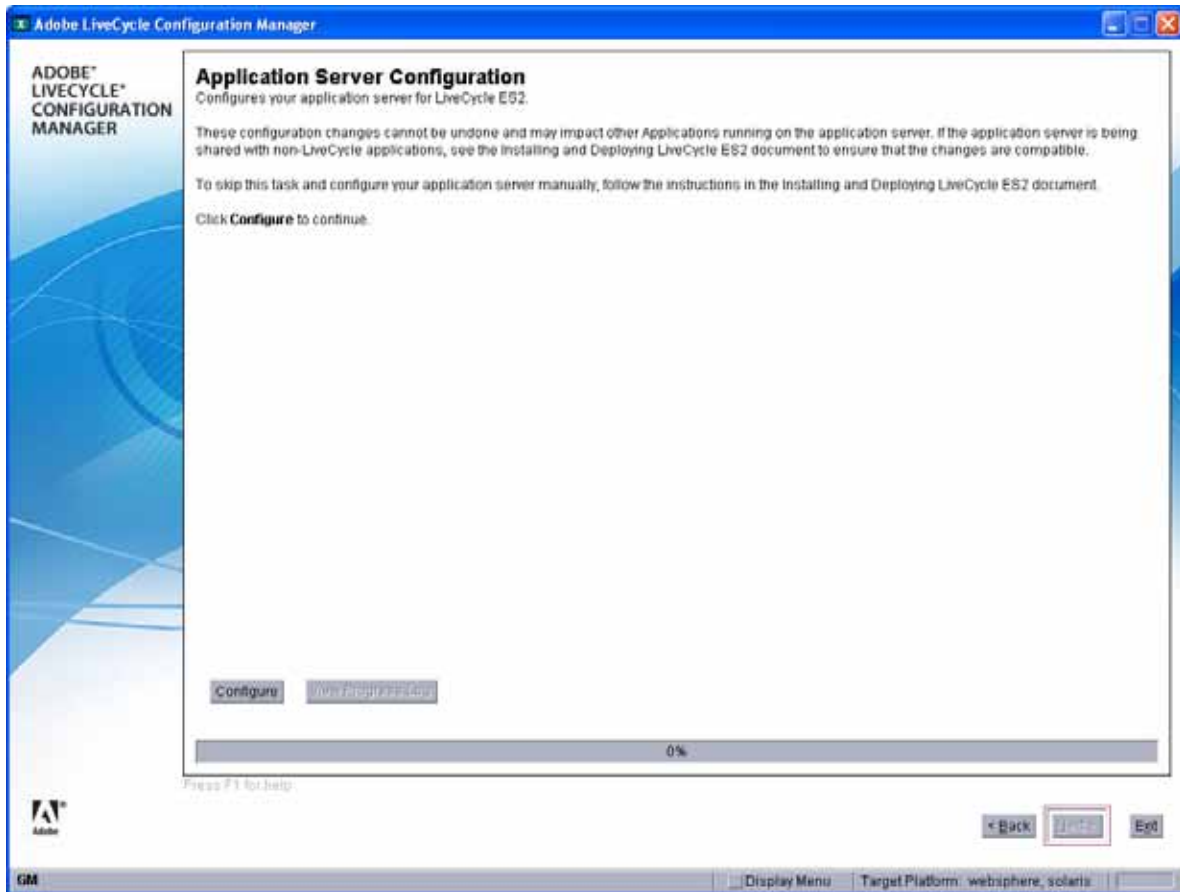 Adobe LiveCycle Configuration Manager
ADOBE®
LIVECYCLE®
CONFIGURATION
MANAGER
Application Server Configuration
Configures your application server for LiveCycle ES2.
These configuration changes cannot be undone and may impact other Applications running on the application server. If the application server is being
shared with non-LiveCycle applications, see the Installing and Deploying LiveCycle ES2 document to ensure that the changes are compatible.
To skip this task and configure your application server manually, follow the instructions in the Installing and Deploying LiveCycle ES2 document.
Click Configure to continue.
Configure View Progress Log
0%
Press F1 for help
Adobe
< Back
Exit
GM Display Menu Target Platform: websphere, solaris